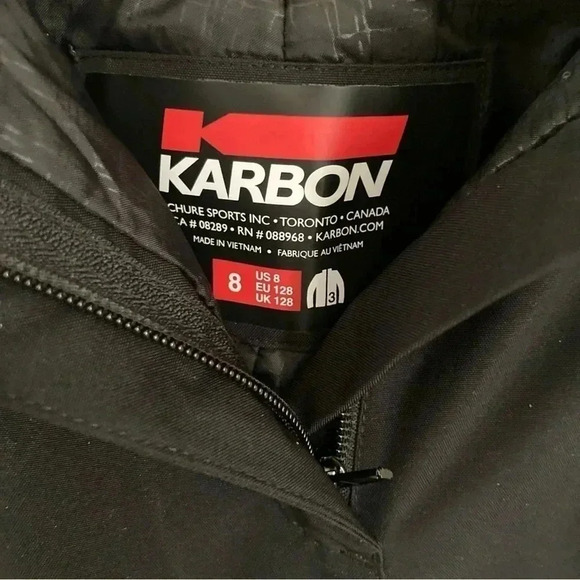 KARBON
CHURE SPORTS INC • TORONTO • CANADA
CA # 08289 • RN # 088968 • KARBON.COM
MADE IN VIETNAM • FABRIQUE AU VIÊTNAM
8
US 8
EU 128
UK 128
3